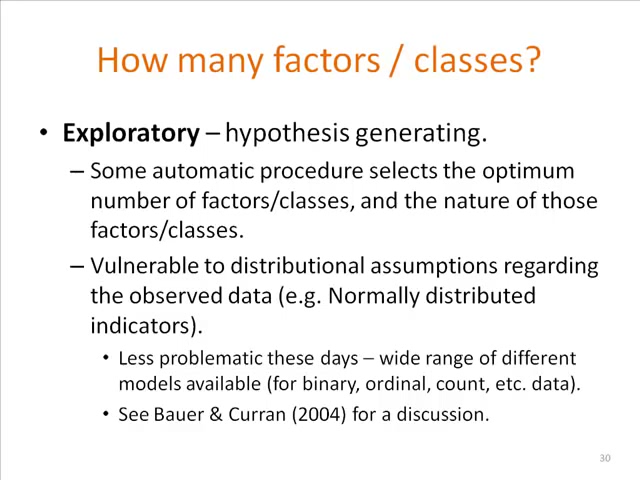 How many factors / classes?
• Exploratory – hypothesis generating.
– Some automatic procedure selects the optimum
number of factors/classes, and the nature of those
factors/classes.
– Vulnerable to distributional assumptions regarding
the observed data (e.g. Normally distributed
indicators).
• Less problematic these days – wide range of different
models available (for binary, ordinal, count, etc. data).
• See Bauer & Curran (2004) for a discussion.
30